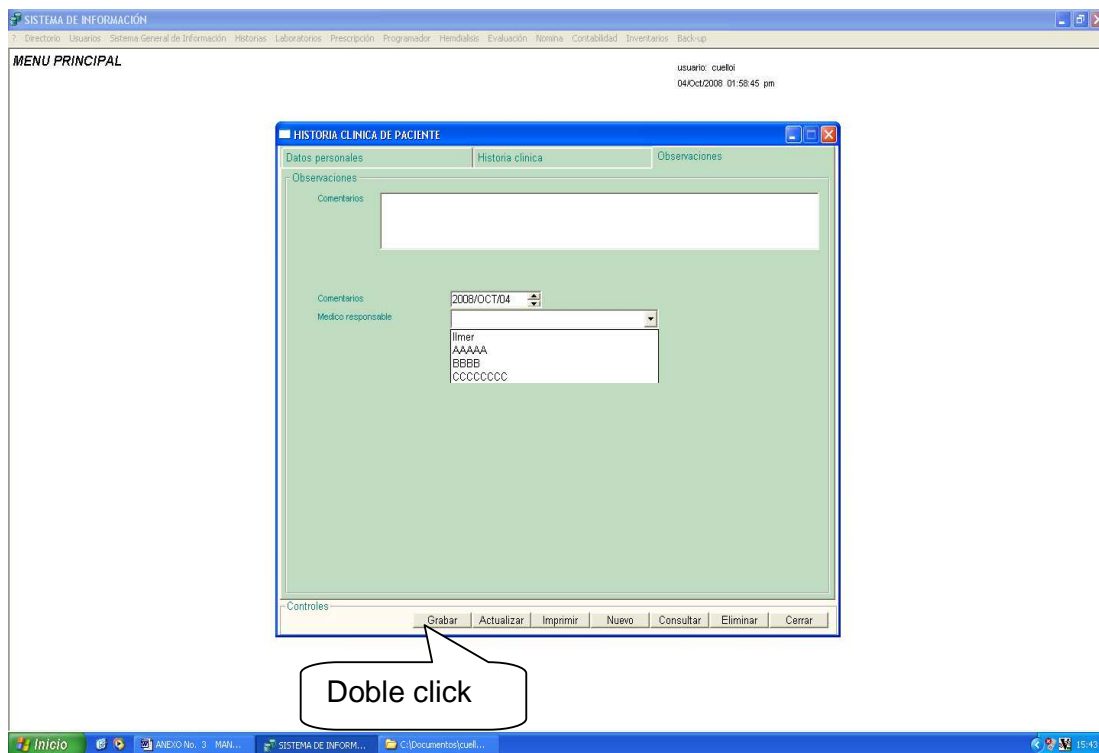 SISTEMA DE INFORMACIÓN
? Directorio Usuarios Sistema General de Información Historias Laboratorios Prescripción Programador Hemdialisis Evaluación Nomina Contabilidad Inventarios Back-up
MENU PRINCIPAL
usuario: cuelloi
04/Oct/2008 01:58:45 pm
HISTORIA CLINICA DE PACIENTE
Datos personales Historia clinica Observaciones
Observaciones
Comentarios
Comentarios 2008/OCT/04
Medico responsable
Ilmer
AAAAA
BBBB
CCCCCCCC
Controles
Grabar Actualizar Imprimir Nuevo Consultar Eliminar Cerrar
Doble click
Inicio ANEXO No. 3 MAN... SISTEMA DE INFORM... C:\Documentos\cuell... 15:43